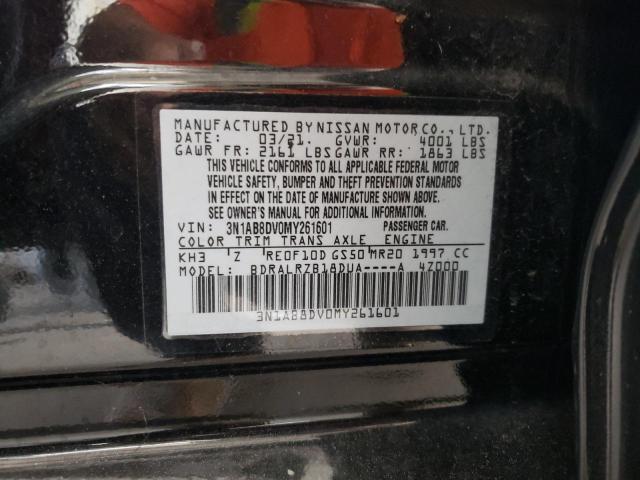 MANUFACTURED BY NISSAN MOTOR CO., LTD.
DATE: 03/21. GVWR: 4001 LBS
GAWR FR: 2161 LBS GAWR RR: 1863 LBS
THIS VEHICLE CONFORMS TO ALL APPLICABLE FEDERAL MOTOR
VEHICLE SAFETY, BUMPER AND THEFT PREVENTION STANDARDS
IN EFFECT ON THE DATE OF MANUFACTURE SHOWN ABOVE.
SEE OWNER'S MANUAL FOR ADDITIONAL INFORMATION.
VIN: 3N1AB8DV0MY261601 PASSENGER CAR.
COLOR TRIM TRANS AXLE ENGINE
KH3 Z RE0F10D GS50 MR20 1997 CC
MODEL: BDRALRZB18DUA-----A 4Z000
3N1AB8DV0MY261601